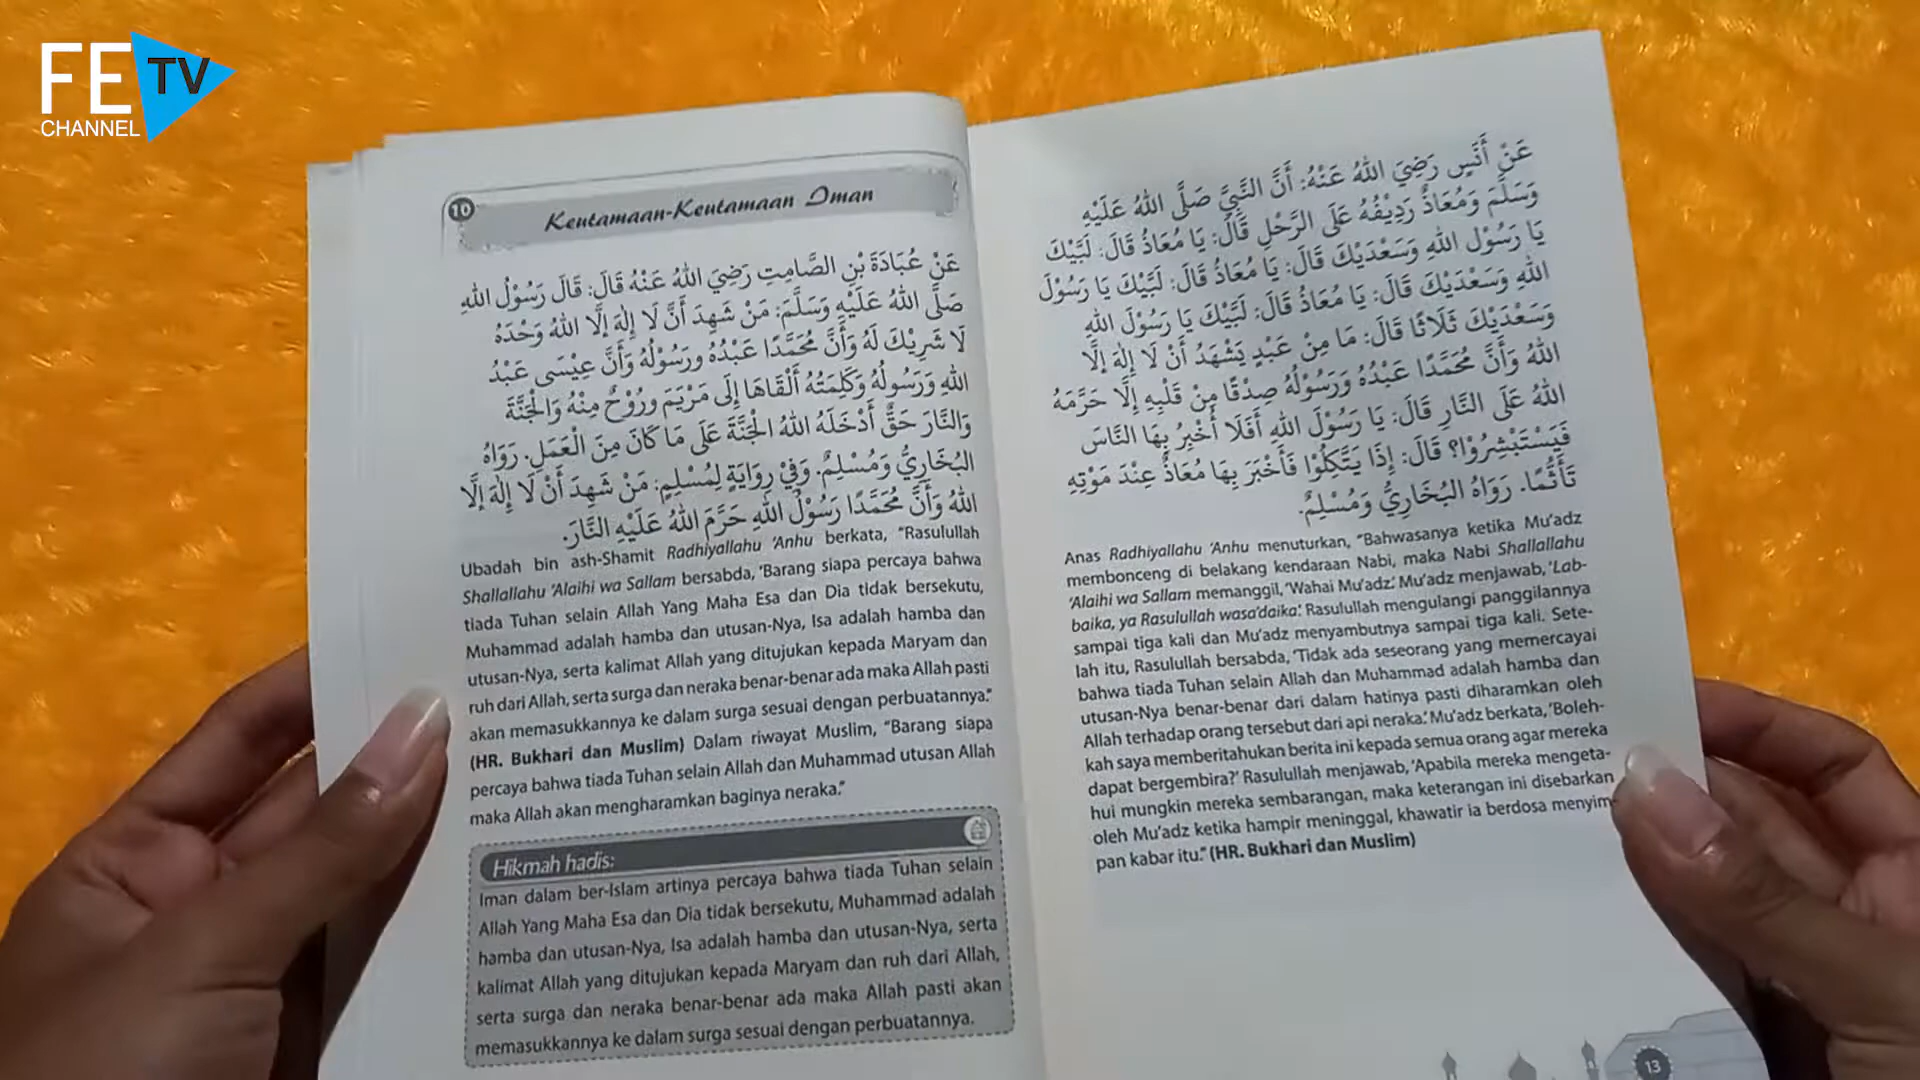 FE TV
CHANNEL
10
Keutamaan-Keutamaan Iman
عَنْ عُبَادَةَ بْنِ الصَّامِتِ رَضِيَ اللهُ عَنْهُ قَالَ: قَالَ رَسُوْلُ اللهِ
صَلَّى اللهُ عَلَيْهِ وَسَلَّمَ: مَنْ شَهِدَ أَنَّ لَا إِلٰهَ إِلَّا اللهُ وَحْدَهُ
لَا شَرِيْكَ لَهُ وَأَنَّ مُحَمَّدًا عَبْدُهُ ورَسُوْلُهُ وَأَنَّ عِيْسَى عَبْدُ
اللهِ وَرَسُولُهُ وَكَلِمَتُهُ أَلْقَاهَا إِلَى مَرْيَمَ ورُوْحٌ مِنْهُ وَالْجَنَّةَ
وَالنَّارَ حَقٌّ أَدْخَلَهُ اللهُ الْجَنَّةَ عَلَى مَا كَانَ مِنَ الْعَمَلِ. رَوَاهُ
البُخَارِيُّ وَمُسْلِمٌ. وَفِيْ رِوَايَةٍ لِمُسْلِمٍ: مَنْ شَهِدَ أَنْ لَا إِلٰهَ إِلَّا
اللهُ وَأَنَّ مُحَمَّدًا رَسُوْلُ اللهِ حَرَّمَ اللهُ عَلَيْهِ النَّارَ.
Ubadah bin ash-Shamit Radhiyallahu 'Anhu berkata, "Rasulullah
Shallallahu 'Alaihi wa Sallam bersabda, 'Barang siapa percaya bahwa
tiada Tuhan selain Allah Yang Maha Esa dan Dia tidak bersekutu,
Muhammad adalah hamba dan utusan-Nya, Isa adalah hamba dan
utusan-Nya, serta kalimat Allah yang ditujukan kepada Maryam dan
ruh dari Allah, serta surga dan neraka benar-benar ada maka Allah pasti
akan memasukkannya ke dalam surga sesuai dengan perbuatannya.'"
(HR. Bukhari dan Muslim) Dalam riwayat Muslim, "Barang siapa
percaya bahwa tiada Tuhan selain Allah dan Muhammad utusan Allah
maka Allah akan mengharamkan baginya neraka."
Hikmah hadis:
Iman dalam ber-Islam artinya percaya bahwa tiada Tuhan selain
Allah Yang Maha Esa dan Dia tidak bersekutu, Muhammad adalah
hamba dan utusan-Nya, Isa adalah hamba dan utusan-Nya, serta
kalimat Allah yang ditujukan kepada Maryam dan ruh dari Allah,
serta surga dan neraka benar-benar ada maka Allah pasti akan
memasukkannya ke dalam surga sesuai dengan perbuatannya.
عَنْ أَنَسٍ رَضِيَ اللهُ عَنْهُ: أَنَّ النَّبِيَّ صَلَّى اللهُ عَلَيْهِ
وَسَلَّمَ وَمُعَاذٌ رَدِيْفُهُ عَلَى الرَّحْلِ قَالَ: يَا مُعَاذُ قَالَ: لَبَّيْكَ
يَا رَسُوْلَ اللهِ وَسَعْدَيْكَ قَالَ: يَا مُعَاذُ قَالَ: لَبَّيْكَ يَا رَسُوْلَ
اللهِ وَسَعْدَيْكَ قَالَ: يَا مُعَاذُ قَالَ: لَبَّيْكَ يَا رَسُوْلَ اللهِ
وَسَعْدَيْكَ ثَلَاثًا قَالَ: مَا مِنْ عَبْدٍ يَشْهَدُ أَنْ لَا إِلٰهَ إِلَّا
اللهُ وَأَنَّ مُحَمَّدًا عَبْدُهُ وَرَسُوْلُهُ صِدْقًا مِنْ قَلْبِهِ إِلَّا حَرَّمَهُ
اللهُ عَلَى النَّارِ قَالَ: يَا رَسُوْلَ اللهِ أَفَلَا أُخْبِرُ بِهَا النَّاسَ
فَيَسْتَبْشِرُوْا؟ قَالَ: إِذًا يَتَّكِلُوْا فَأَخْبَرَ بِهَا مُعَاذٌ عِنْدَ مَوْتِهِ
تَأَثُّمًا. رَوَاهُ البُخَارِيُّ وَمُسْلِمٌ.
Anas Radhiyallahu 'Anhu menuturkan, "Bahwasanya ketika Mu'adz
membonceng di belakang kendaraan Nabi, maka Nabi Shallallahu
'Alaihi wa Sallam memanggil, 'Wahai Mu'adz.' Mu'adz menjawab, 'Lab-
baika, ya Rasulullah wasa'daika.' Rasulullah mengulangi panggilannya
sampai tiga kali dan Mu'adz menyambutnya sampai tiga kali. Sete-
lah itu, Rasulullah bersabda, 'Tidak ada seseorang yang memercayai
bahwa tiada Tuhan selain Allah dan Muhammad adalah hamba dan
utusan-Nya benar-benar dari dalam hatinya pasti diharamkan oleh
Allah terhadap orang tersebut dari api neraka.' Mu'adz berkata, 'Boleh-
kah saya memberitahukan berita ini kepada semua orang agar mereka
dapat bergembira?' Rasulullah menjawab, 'Apabila mereka mengeta-
hui mungkin mereka sembarangan, maka keterangan ini disebarkan
oleh Mu'adz ketika hampir meninggal, khawatir ia berdosa menyim-
pan kabar itu." (HR. Bukhari dan Muslim)
13